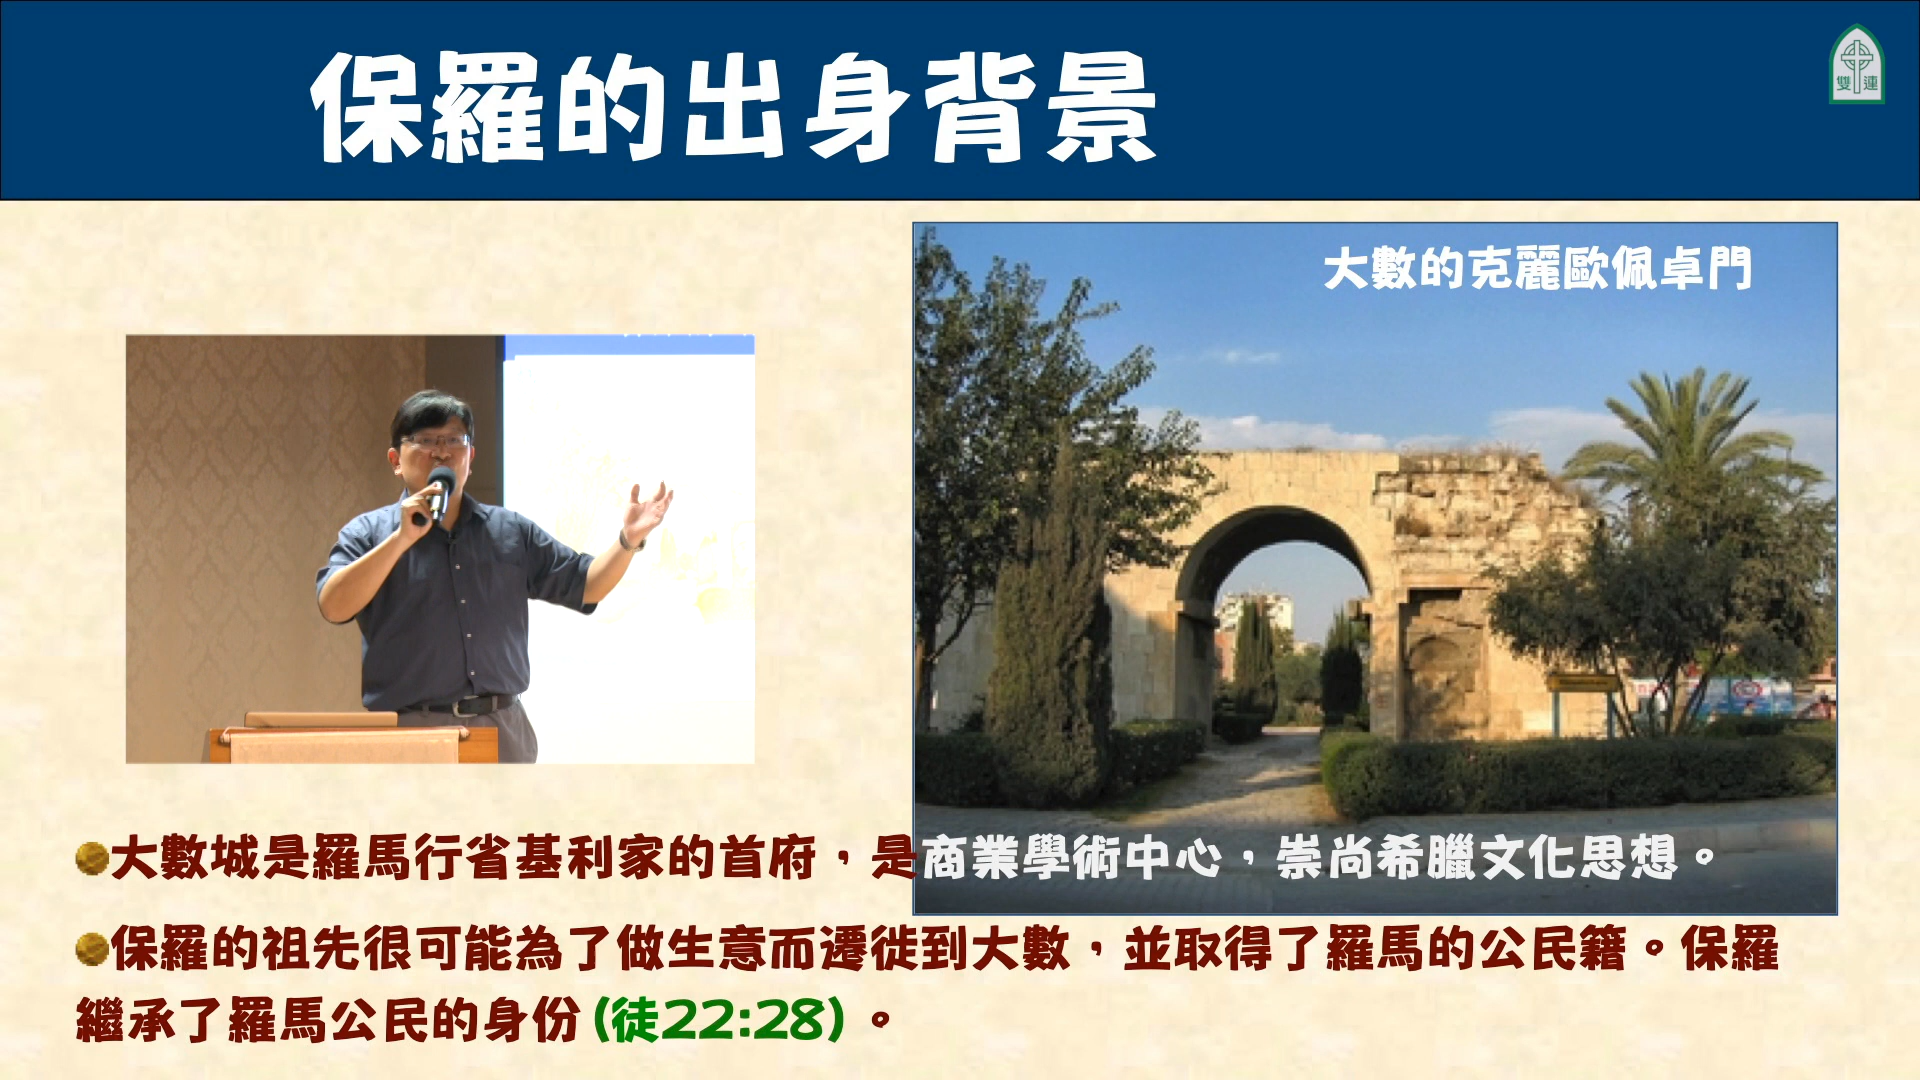 保羅的出身背景
雙連
大數的克麗歐佩卓門
大數城是羅馬行省基利家的首府，是商業學術中心，崇尚希臘文化思想。
保羅的祖先很可能為了做生意而遷徙到大數，並取得了羅馬的公民籍。保羅
繼承了羅馬公民的身份(徒22:28)。